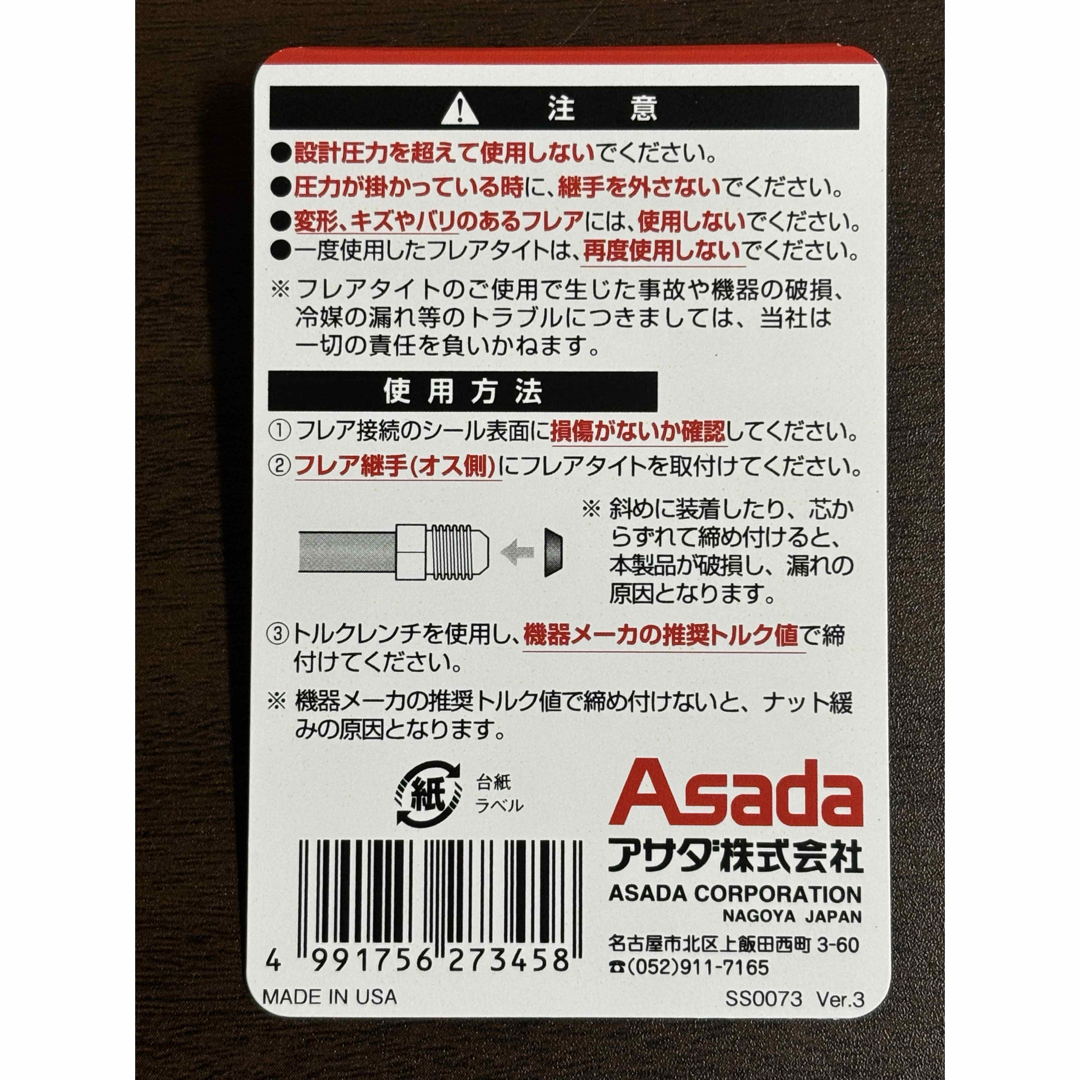 注 意
●設計圧力を超えて使用しないでください。
●圧力が掛かっている時に、継手を外さないでください。
●変形、キズやバリのあるフレアには、使用しないでください。
●一度使用したフレアタイトは、再度使用しないでください。
※フレアタイトのご使用で生じた事故や機器の破損、
冷媒の漏れ等のトラブルにつきましては、当社は
一切の責任を負いかねます。
使用方法
①フレア接続のシール表面に損傷がないか確認してください。
②フレア継手(オス側)にフレアタイトを取付けてください。
※斜めに装着したり、芯か
らずれて締め付けると、
本製品が破損し、漏れの
原因となります。
③トルクレンチを使用し、機器メーカの推奨トルク値で締
付けてください。
※機器メーカの推奨トルク値で締め付けないと、ナット緩
みの原因となります。
紙
台紙
ラベル
Asada
アサダ株式会社
ASADA CORPORATION
NAGOYA JAPAN
名古屋市北区上飯田西町 3-60
☎(052)911-7165
4 991756 273458
MADE IN USA
SS0073 Ver.3